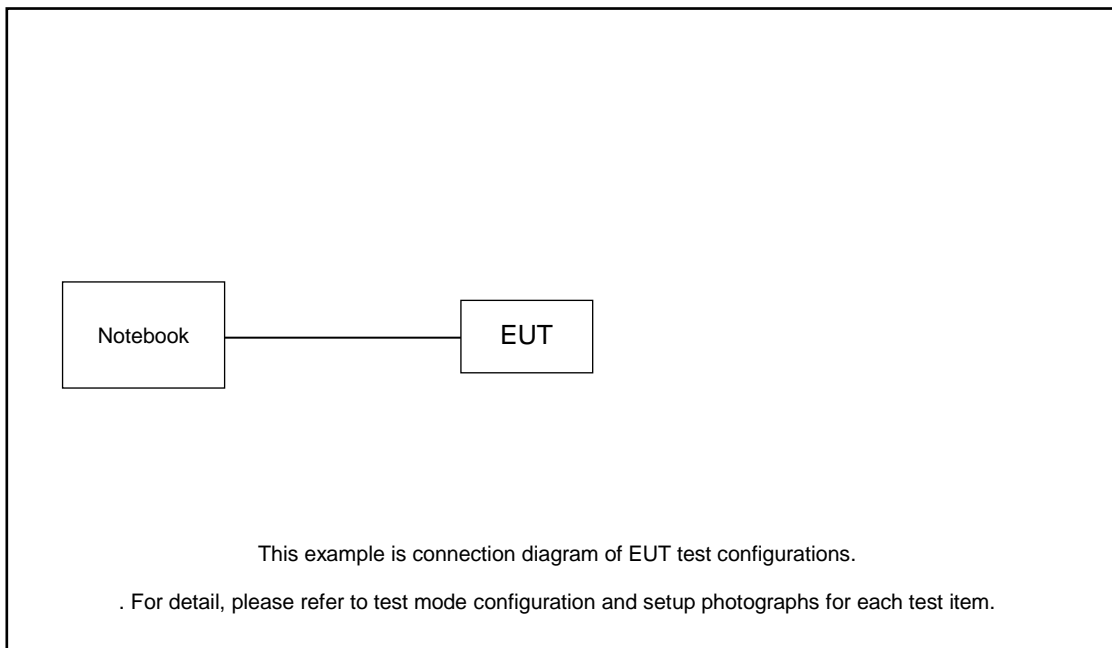 Notebook
EUT
This example is connection diagram of EUT test configurations.
. For detail, please refer to test mode configuration and setup photographs for each test item.